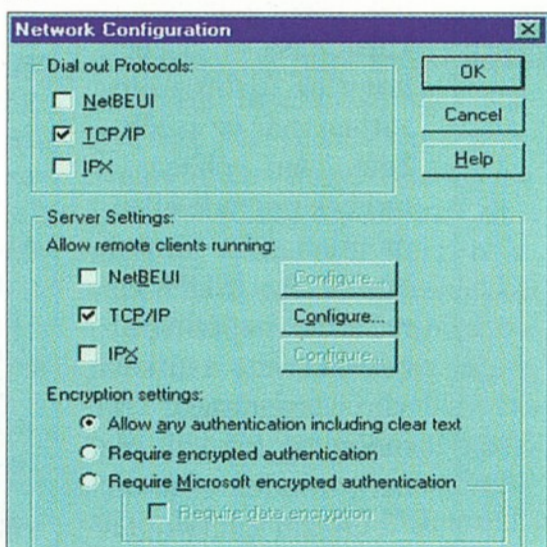 Network Configuration
Dial out Protocols:
NetBEUI
TCP/IP
IPX
OK
Cancel
Help
Server Settings:
Allow remote clients running:
NetBEUI
Configure...
TCP/IP
Configure...
IPX
Configure...
Encryption settings:
Allow any authentication including clear text
Require encrypted authentication
Require Microsoft encrypted authentication
Require data encryption